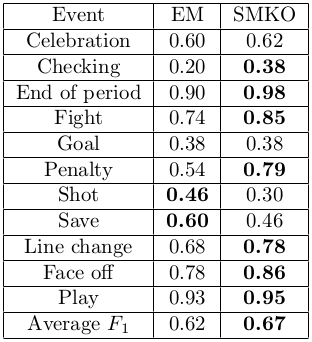 Event EM SMKO
Celebration 0.60 0.62
Checking 0.20 0.38
End of period 0.90 0.98
Fight 0.74 0.85
Goal 0.38 0.38
Penalty 0.54 0.79
Shot 0.46 0.30
Save 0.60 0.46
Line change 0.68 0.78
Face off 0.78 0.86
Play 0.93 0.95
Average F₁ 0.62 0.67